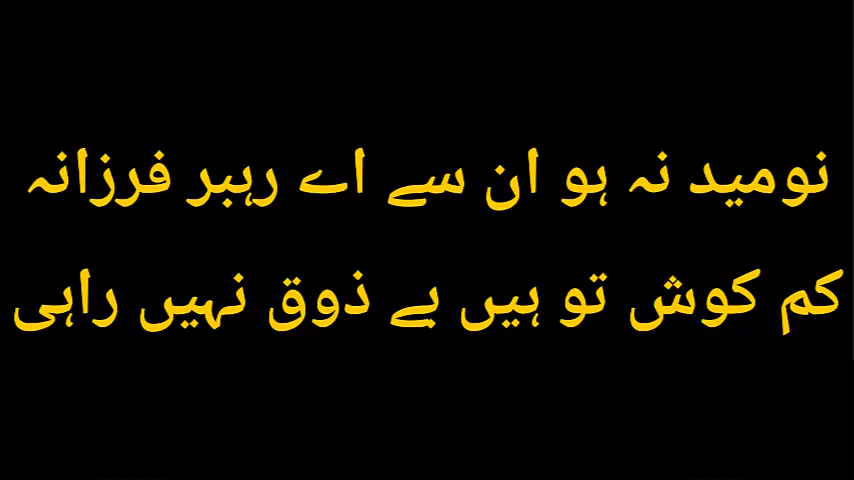 نومید نہ ہو ان سے اے رہبر فرزانہ
کم کوش تو ہیں بے ذوق نہیں راہی